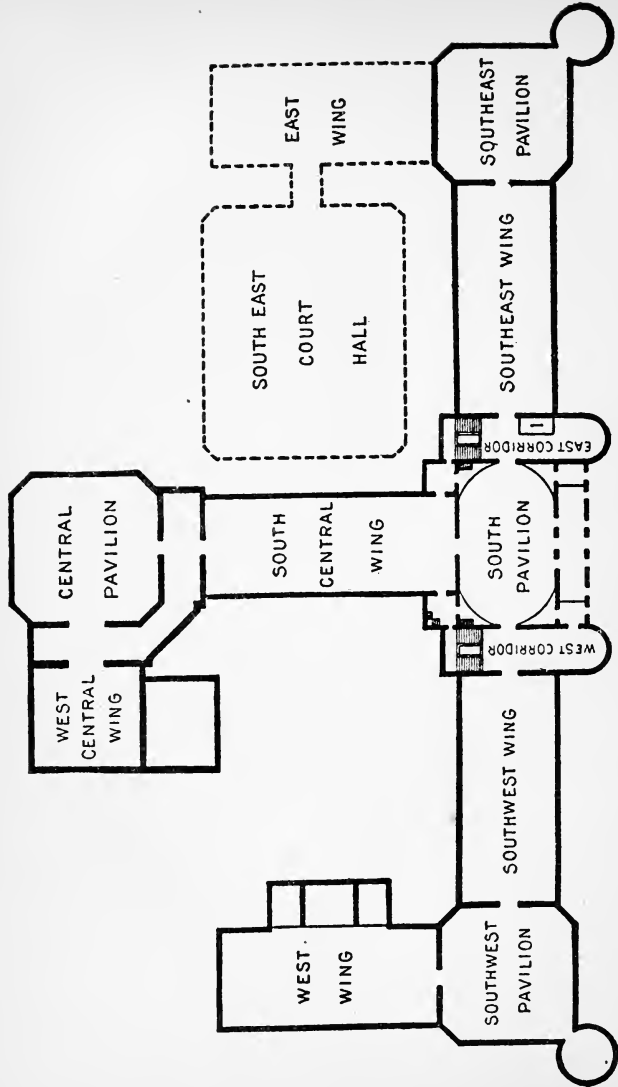 CENTRAL
PAVILION
WEST
CENTRAL
WING
SOUTH
CENTRAL
WING
SOUTH EAST
COURT
HALL
EAST
WING
WEST
WING
SOUTHWEST
PAVILION
SOUTHWEST WING
WEST CORRIDOR
SOUTH
PAVILION
EAST CORRIDOR
1
SOUTHEAST WING
SOUTHEAST
PAVILION